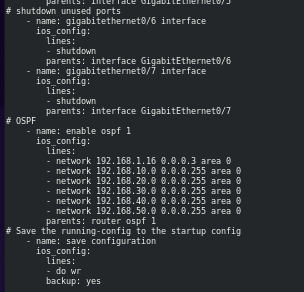 parents: interface GigabitEthernet0/5
# shutdown unused ports
    - name: gigabitethernet0/6 interface
      ios_config:
        lines:
        - shutdown
        parents: interface GigabitEthernet0/6
    - name: gigabitethernet0/7 interface
      ios_config:
        lines:
        - shutdown
        parents: interface GigabitEthernet0/7
# OSPF
    - name: enable ospf 1
      ios_config:
        lines:
        - network 192.168.1.16 0.0.0.3 area 0
        - network 192.168.10.0 0.0.0.255 area 0
        - network 192.168.20.0 0.0.0.255 area 0
        - network 192.168.30.0 0.0.0.255 area 0
        - network 192.168.40.0 0.0.0.255 area 0
        - network 192.168.50.0 0.0.0.255 area 0
        parents: router ospf 1
# Save the running-config to the startup config
    - name: save configuration
      ios_config:
        lines:
        - do wr
        backup: yes